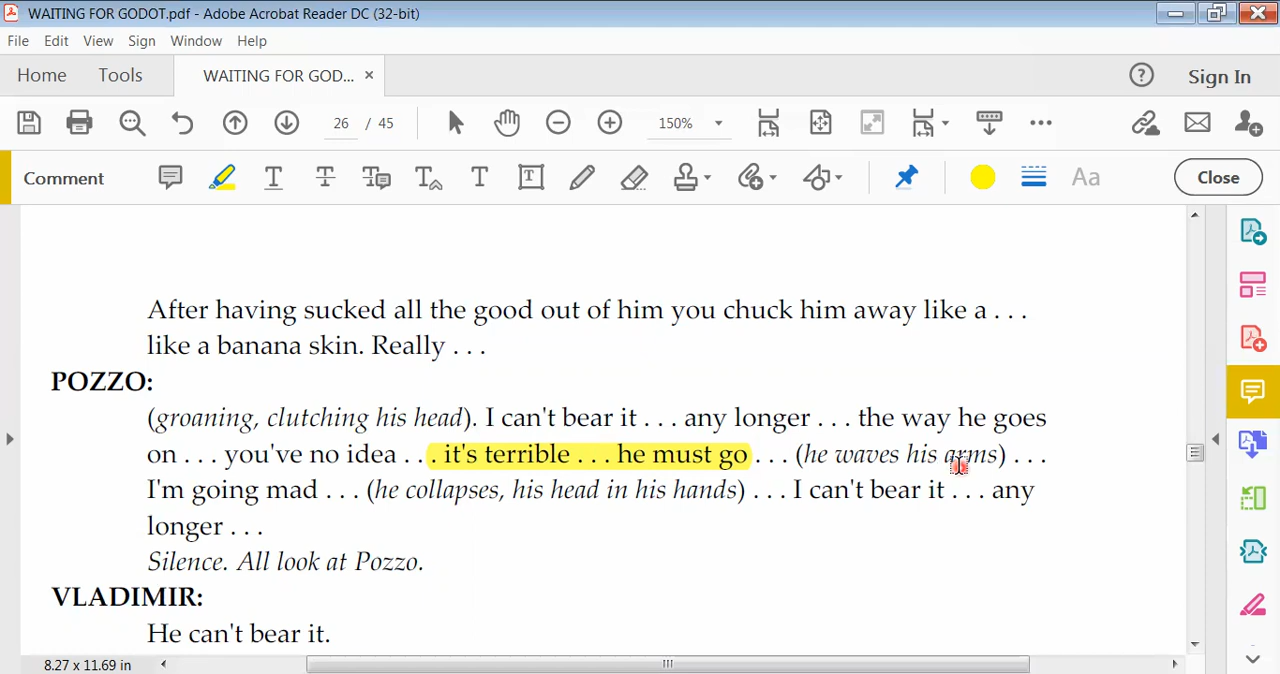 WAITING FOR GODOT.pdf - Adobe Acrobat Reader DC (32-bit)
File Edit View Sign Window Help
Home Tools WAITING FOR GOD... × ? Sign In
26 / 45 150%
Comment Aa Close
After having sucked all the good out of him you chuck him away like a . . .
like a banana skin. Really . . .
POZZO:
(groaning, clutching his head). I can't bear it . . . any longer . . . the way he goes
on . . . you've no idea . . . it's terrible . . . he must go . . . (he waves his arms) . . .
I'm going mad . . . (he collapses, his head in his hands) . . . I can't bear it . . . any
longer . . .
Silence. All look at Pozzo.
VLADIMIR:
He can't bear it.
8.27 x 11.69 in